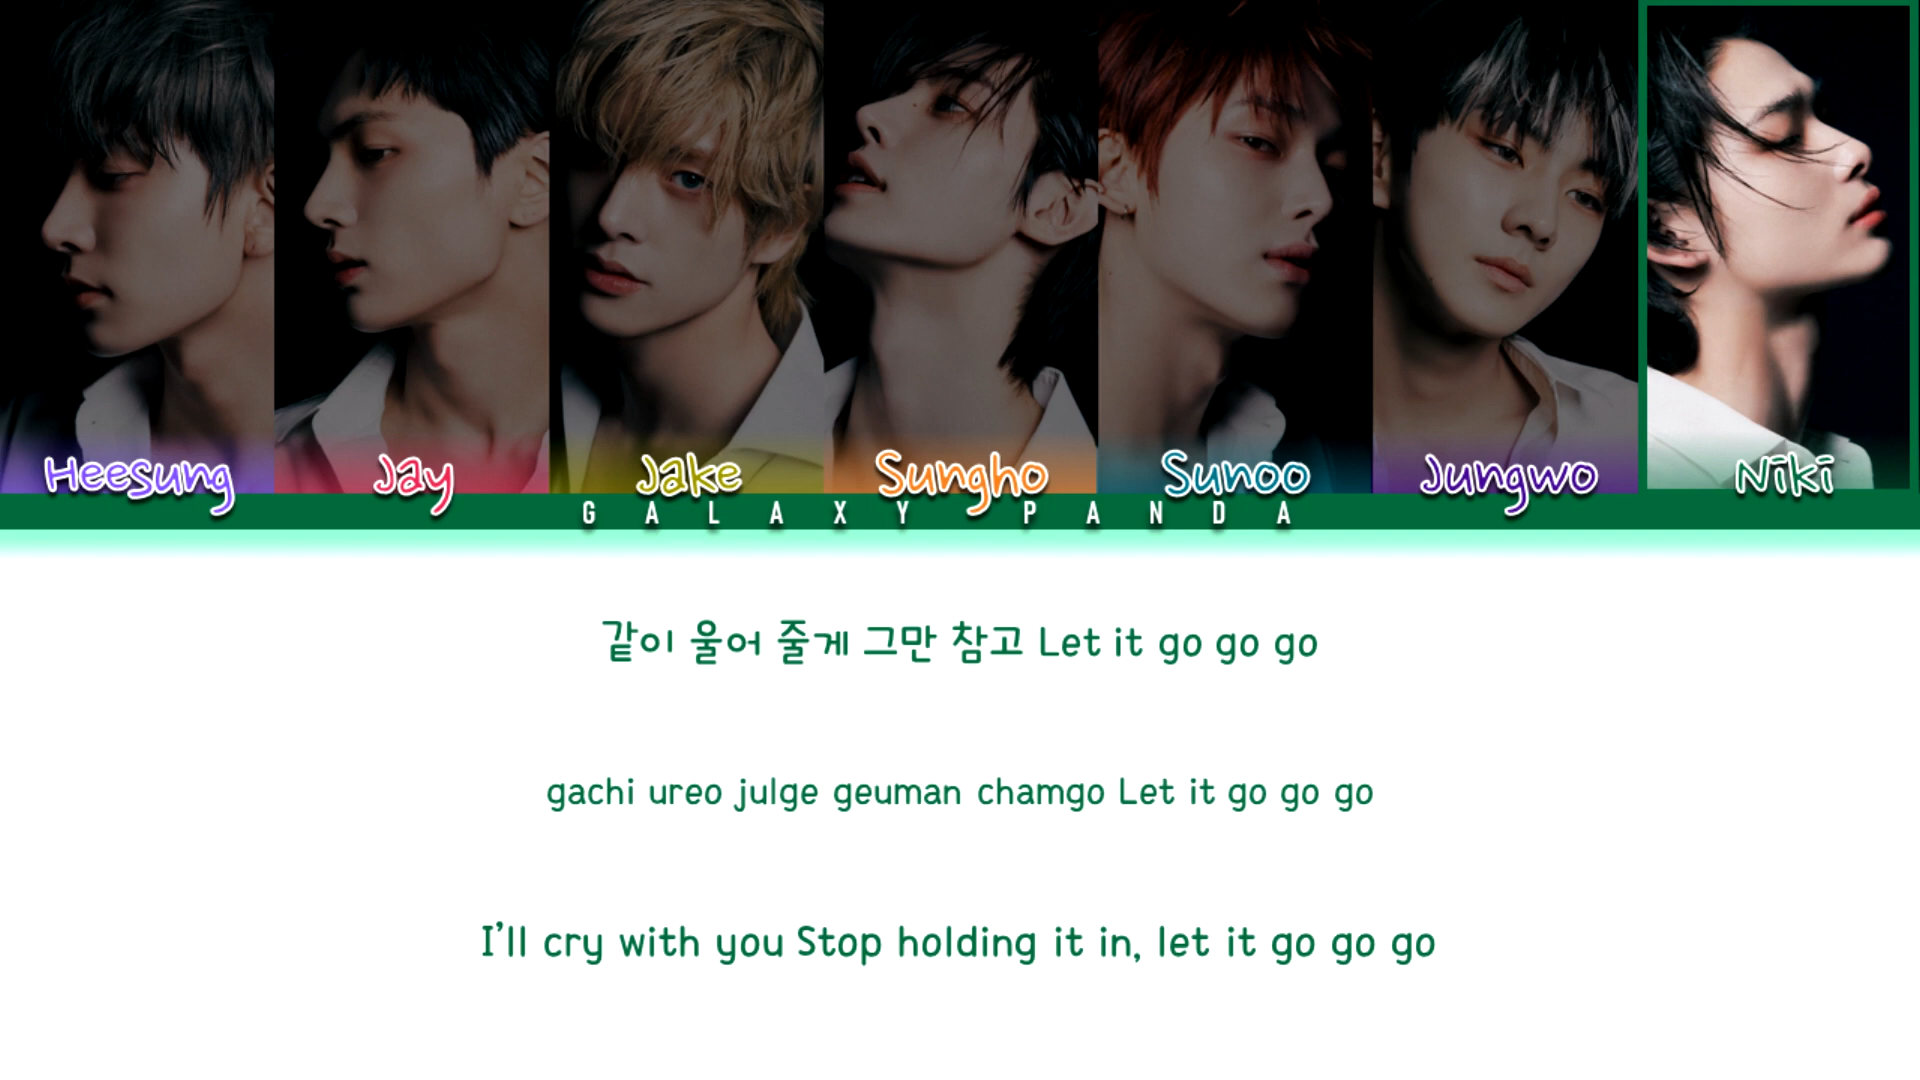 Heesung Jay Jake Sungho Sunoo Jungwo Niki
GALAXY PANDA
같이 울어 줄게 그만 참고 Let it go go go
gachi ureo julge geuman chamgo Let it go go go
I'll cry with you Stop holding it in, let it go go go